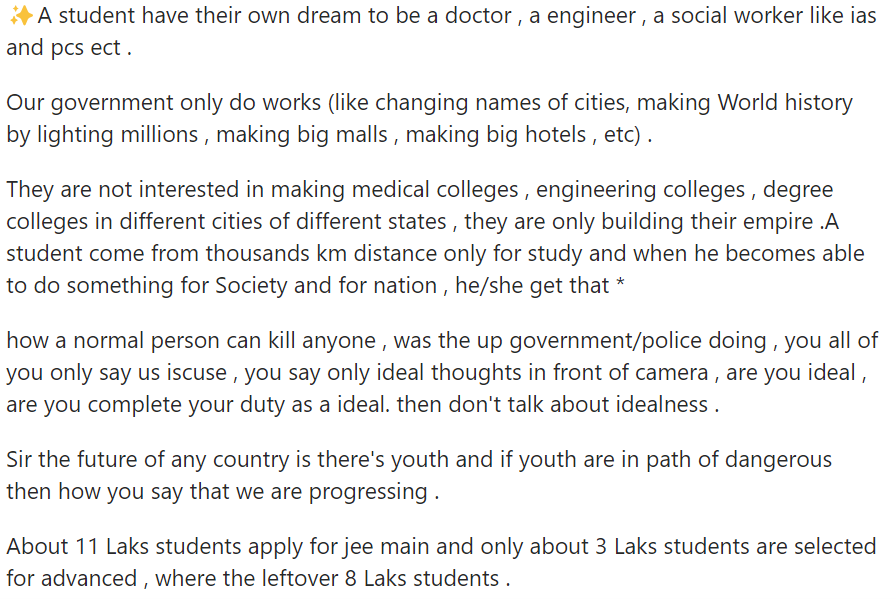 ✨A student have their own dream to be a doctor , a engineer , a social worker like ias
and pcs ect .
Our government only do works (like changing names of cities, making World history
by lighting millions , making big malls , making big hotels , etc) .
They are not interested in making medical colleges , engineering colleges , degree
colleges in different cities of different states , they are only building their empire .A
student come from thousands km distance only for study and when he becomes able
to do something for Society and for nation , he/she get that *
how a normal person can kill anyone , was the up government/police doing , you all of
you only say us iscuse , you say only ideal thoughts in front of camera , are you ideal ,
are you complete your duty as a ideal. then don't talk about idealness .
Sir the future of any country is there's youth and if youth are in path of dangerous
then how you say that we are progressing .
About 11 Laks students apply for jee main and only about 3 Laks students are selected
for advanced , where the leftover 8 Laks students .